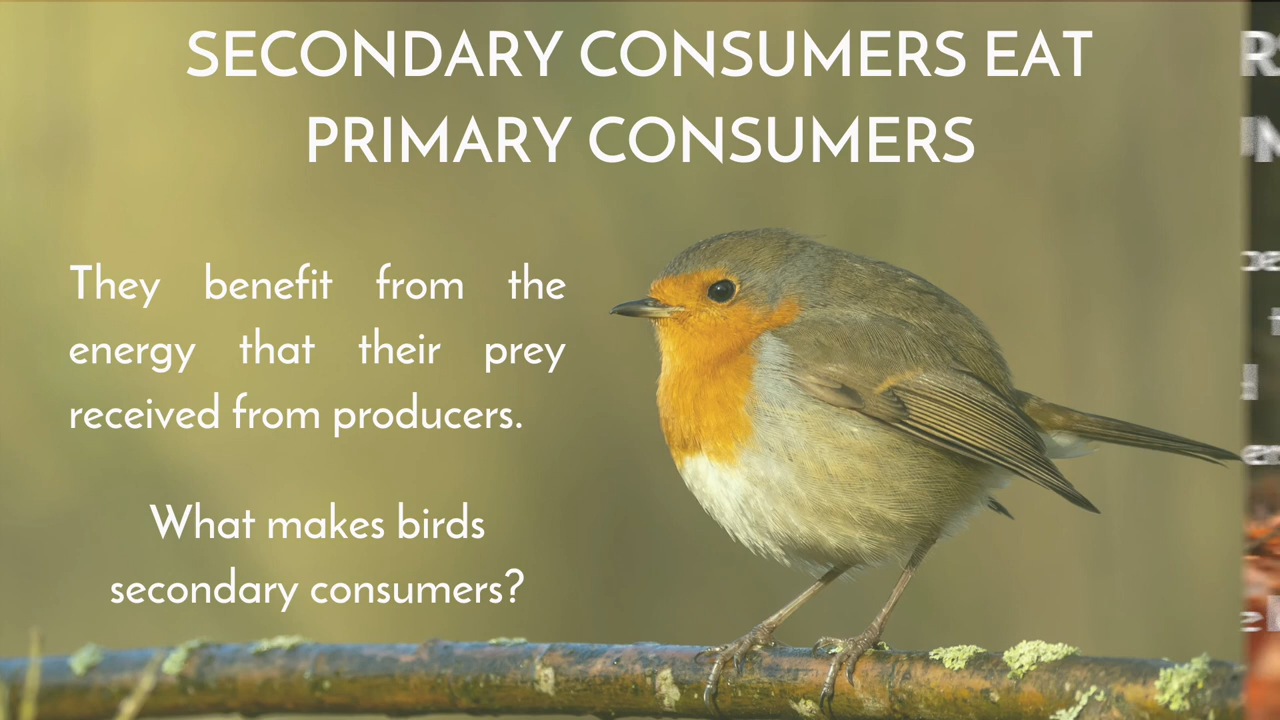 SECONDARY CONSUMERS EAT
PRIMARY CONSUMERS
They benefit from the
energy that their prey
received from producers.
What makes birds
secondary consumers?